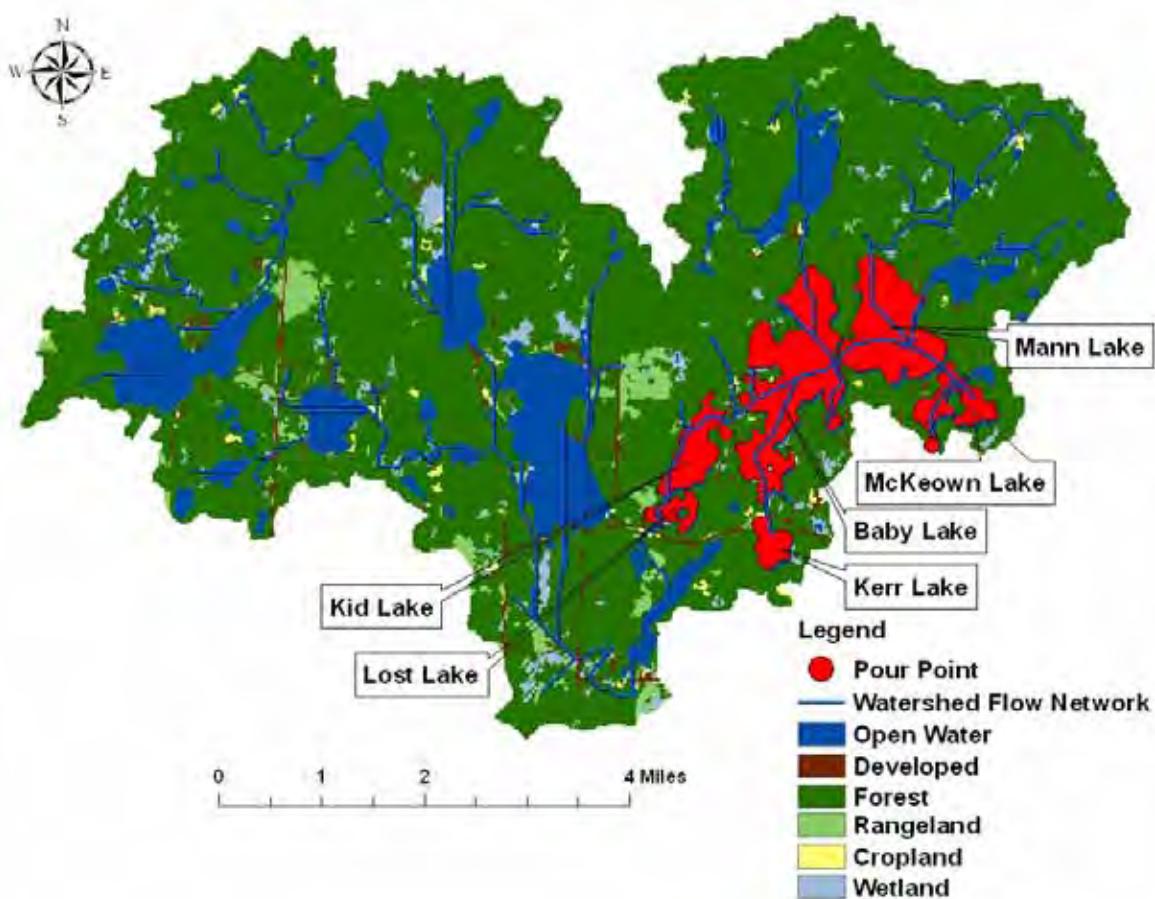 N
W E
S
Mann Lake
McKeown Lake
Baby Lake
Kerr Lake
Kid Lake
Lost Lake
Legend
Pour Point
Watershed Flow Network
Open Water
Developed
Forest
Rangeland
Cropland
Wetland
0 1 2 4 Miles